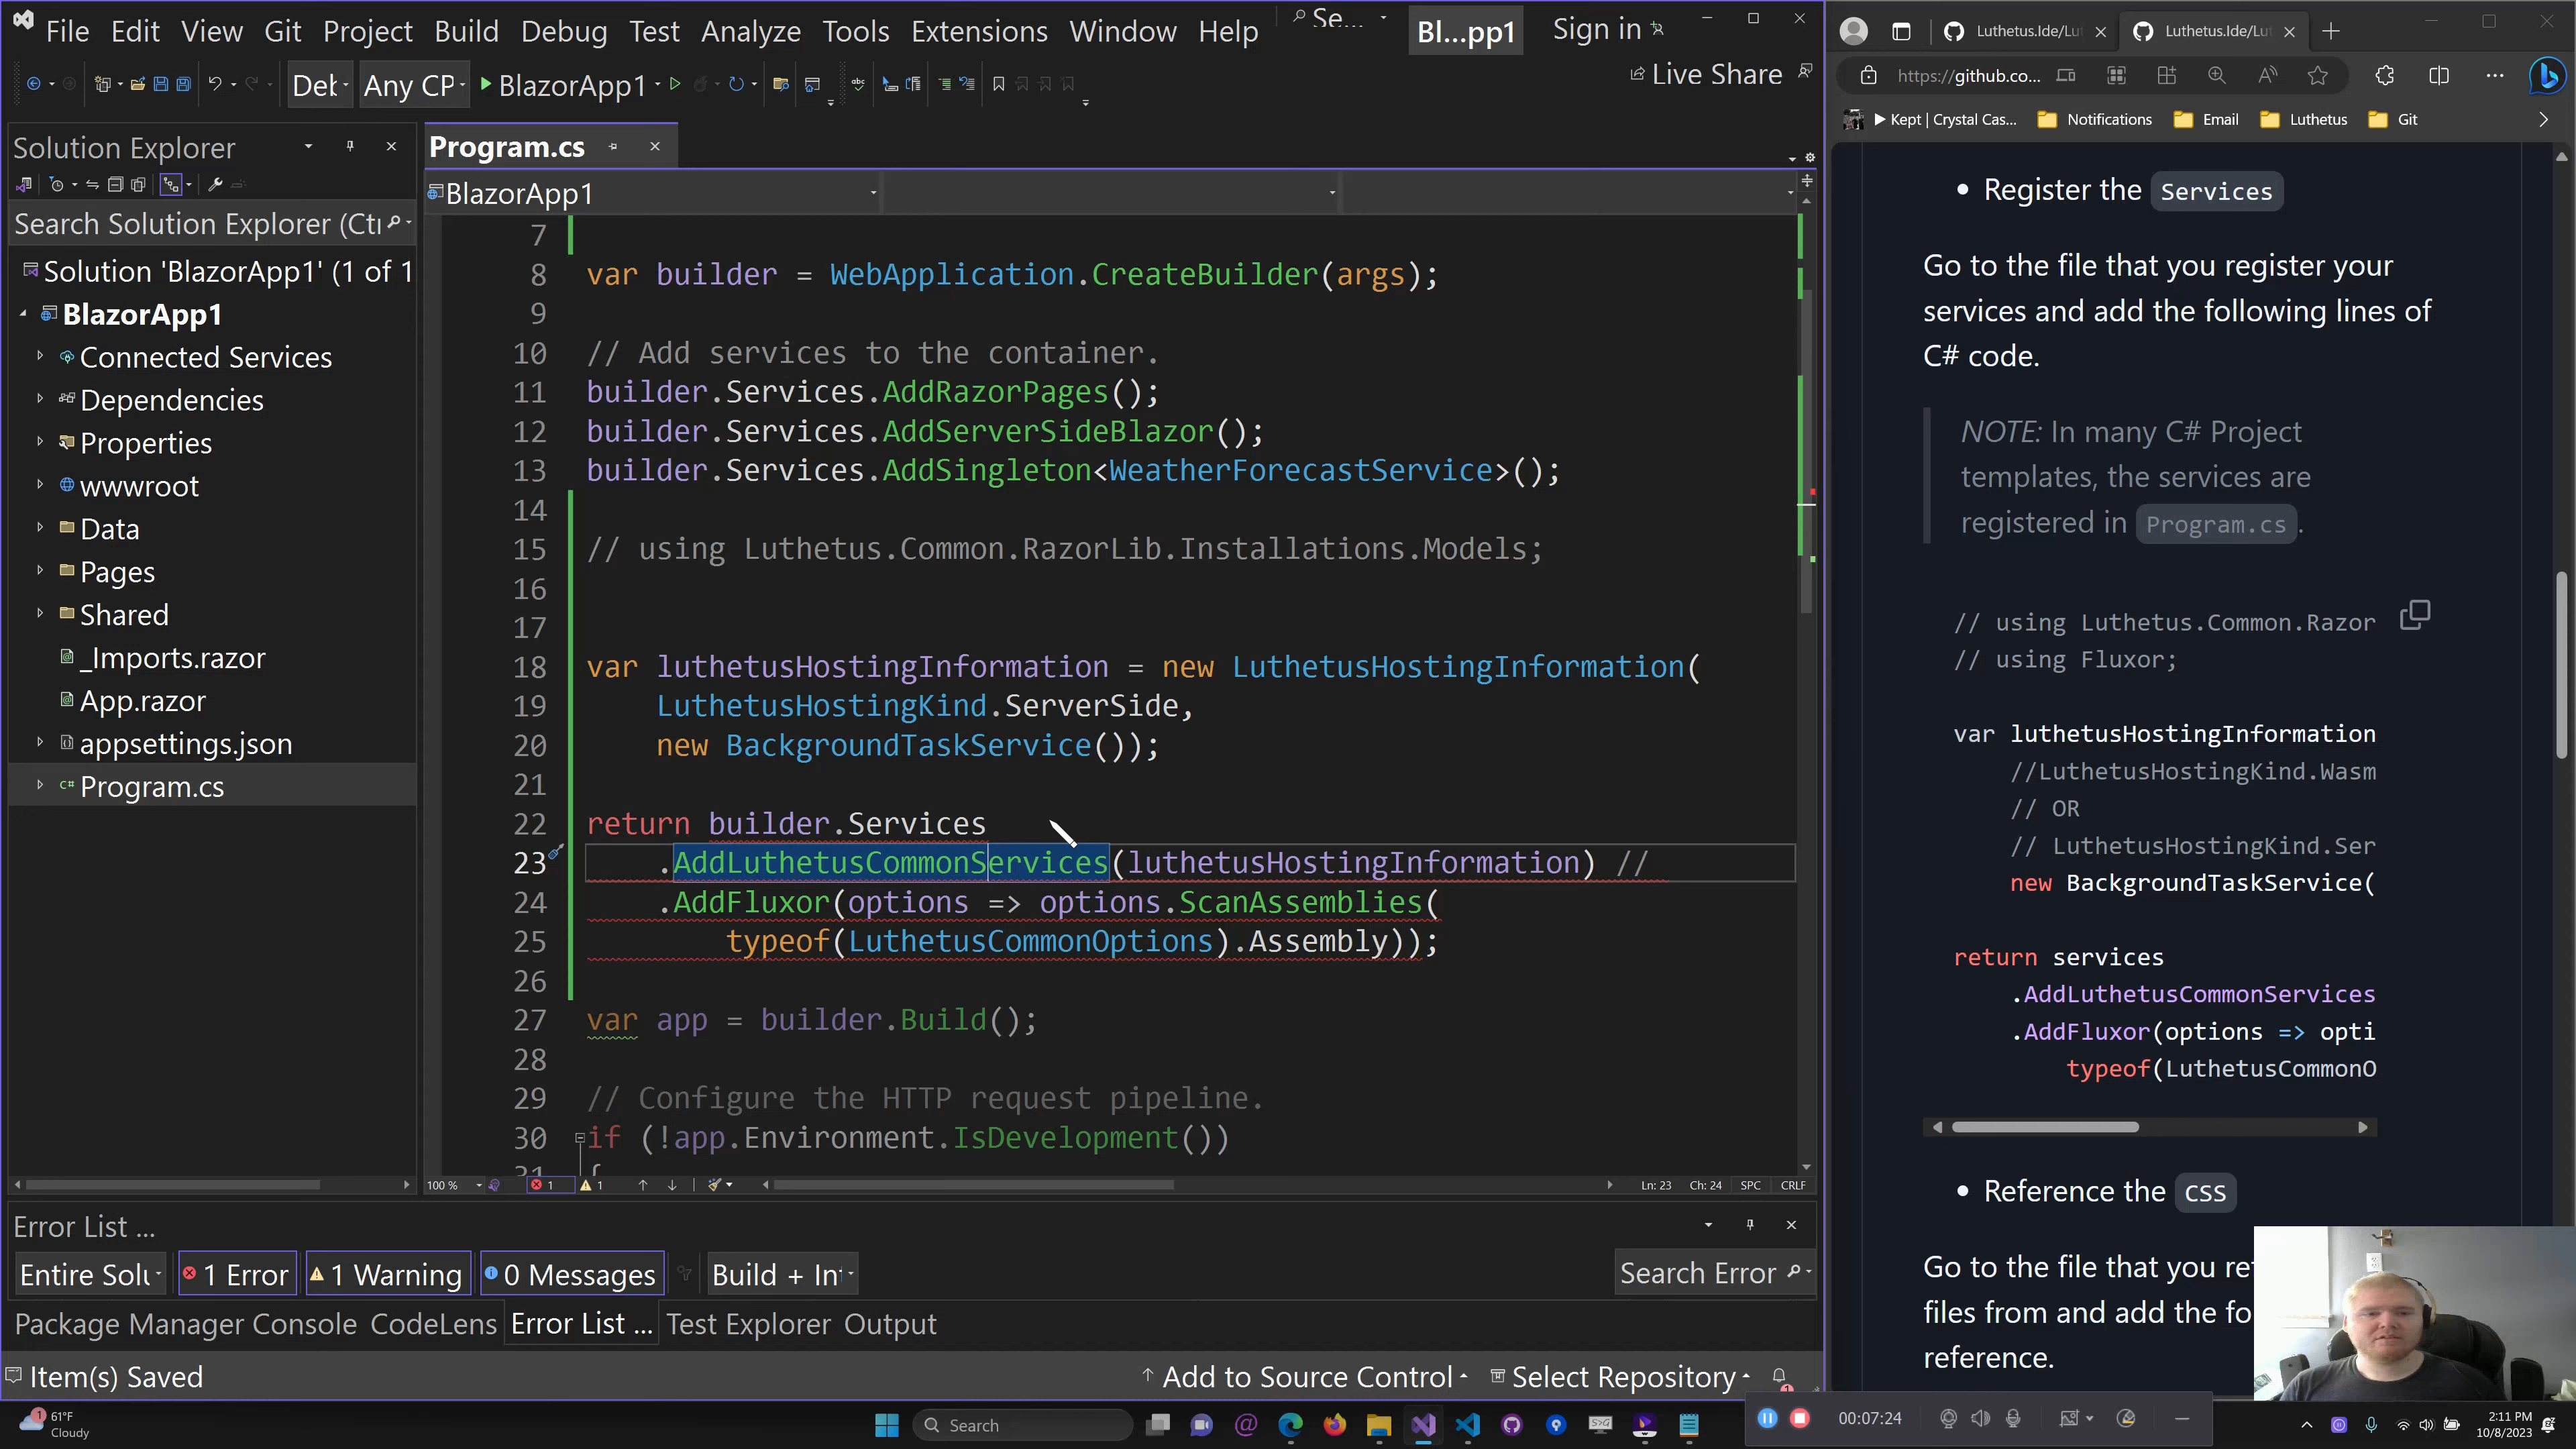 File Edit View Git Project Build Debug Test Analyze Tools Extensions Window Help
Se...
Bl...pp1
Sign in
Deb
Any CP
BlazorApp1
Live Share
Solution Explorer
Search Solution Explorer (Ctı
Solution 'BlazorApp1' (1 of 1
BlazorApp1
Connected Services
Dependencies
Properties
wwwroot
Data
Pages
Shared
_Imports.razor
App.razor
appsettings.json
Program.cs
Program.cs
BlazorApp1
7
8 var builder = WebApplication.CreateBuilder(args);
9
10 // Add services to the container.
11 builder.Services.AddRazorPages();
12 builder.Services.AddServerSideBlazor();
13 builder.Services.AddSingleton<WeatherForecastService>();
14
15 // using Luthetus.Common.RazorLib.Installations.Models;
16
17
18 var luthetusHostingInformation = new LuthetusHostingInformation(
19 LuthetusHostingKind.ServerSide,
20 new BackgroundTaskService());
21
22 return builder.Services
23 .AddLuthetusCommonServices(luthetusHostingInformation) //
24 .AddFluxor(options => options.ScanAssemblies(
25 typeof(LuthetusCommonOptions).Assembly));
26
27 var app = builder.Build();
28
29 // Configure the HTTP request pipeline.
30 if (!app.Environment.IsDevelopment())
31 {
100 %
1
1
Ln: 23 Ch: 24 SPC CRLF
Error List ...
Entire Solu
1 Error
1 Warning
0 Messages
Build + In
Search Error
Package Manager Console CodeLens Error List ... Test Explorer Output
Item(s) Saved
Add to Source Control
Select Repository
1
Luthetus.Ide/Lut
Luthetus.Ide/Lut
https://github.co...
Kept | Crystal Cas...
Notifications
Email
Luthetus
Git
• Register the Services
Go to the file that you register your
services and add the following lines of
C# code.
NOTE: In many C# Project
templates, the services are
registered in Program.cs.
// using Luthetus.Common.Razor
// using Fluxor;
var luthetusHostingInformation
//LuthetusHostingKind.Wasm
// OR
// LuthetusHostingKind.Ser
new BackgroundTaskService(
return services
.AddLuthetusCommonServices
.AddFluxor(options => opti
typeof(LuthetusCommonO
• Reference the css
Go to the file that you re
files from and add the fo
reference.
1
61°F
Cloudy
Search
00:07:24
2:11 PM
10/8/2023